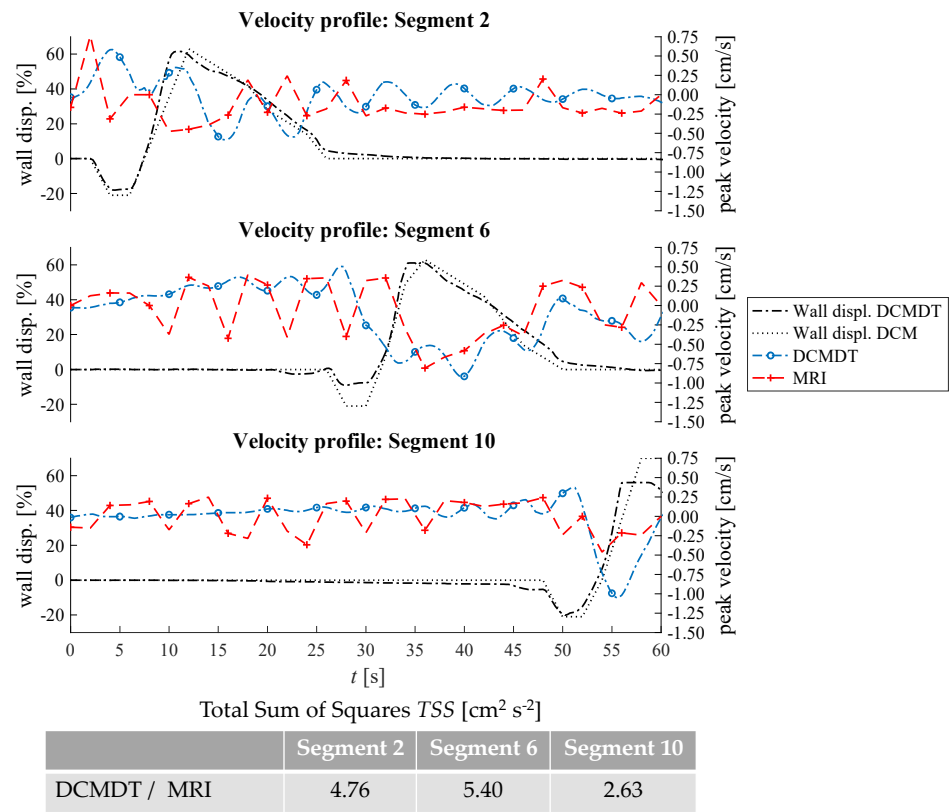 Velocity profile: Segment 2
wall disp. [%]
60
40
20
0
-20
0.75
0.50
0.25
0.00
-0.25
-0.50
-0.75
-1.00
-1.25
-1.50
peak velocity [cm/s]
Velocity profile: Segment 6
wall disp. [%]
60
40
20
0
-20
0.75
0.50
0.25
0.00
-0.25
-0.50
-0.75
-1.00
-1.25
-1.50
peak velocity [cm/s]
Wall displ. DCMDT
Wall displ. DCM
DCMDT
MRI
Velocity profile: Segment 10
wall disp. [%]
60
40
20
0
-20
0.75
0.50
0.25
0.00
-0.25
-0.50
-0.75
-1.00
-1.25
-1.50
peak velocity [cm/s]
0 5 10 15 20 25 30 35 40 45 50 55 60
t [s]
Total Sum of Squares TSS [cm² s⁻²]
Segment 2 Segment 6 Segment 10
DCMDT / MRI 4.76 5.40 2.63